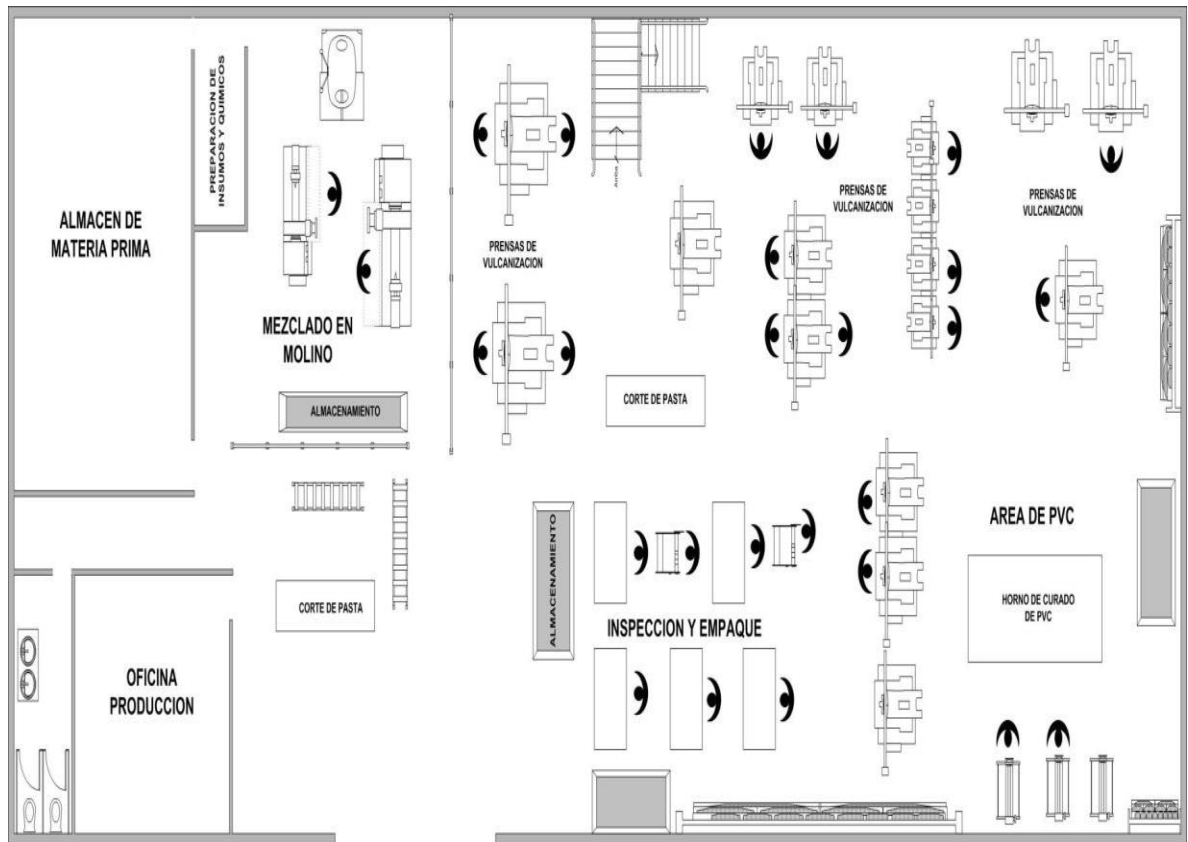 ALMACEN DE
MATERIA PRIMA
PREPARACION DE
INSUMOS Y QUIMICOS
MEZCLADO EN
MOLINO
ALMACENAMIENTO
PRENSAS DE
VULCANIZACION
Arriba
PRENSAS DE
VULCANIZACION
PRENSAS DE
VULCANIZACION
CORTE DE PASTA
ALMACENAMIENTO
AREA DE PVC
HORNO DE CURADO
DE PVC
CORTE DE PASTA
INSPECCION Y EMPAQUE
OFICINA
PRODUCCION